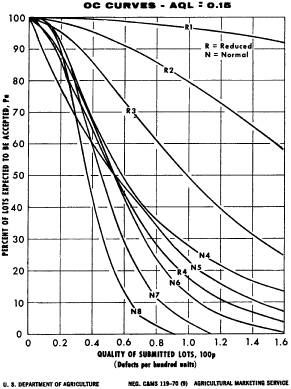 OC CURVES - AQL = 0.15
PERCENT OF LOTS EXPECTED TO BE ACCEPTED, Pa
100
90
80
70
60
50
40
30
20
10
0
R1
R = Reduced
N = Normal
R2
R3
N4
N5
R4
N6
N7
N8
0 0.2 0.4 0.6 0.8 1.0 1.2 1.4 1.6
QUALITY OF SUBMITTED LOTS, 100p
(Defects per hundred units)
U. S. DEPARTMENT OF AGRICULTURE NEG. C&MS 119-70 (9) AGRICULTURAL MARKETING SERVICE